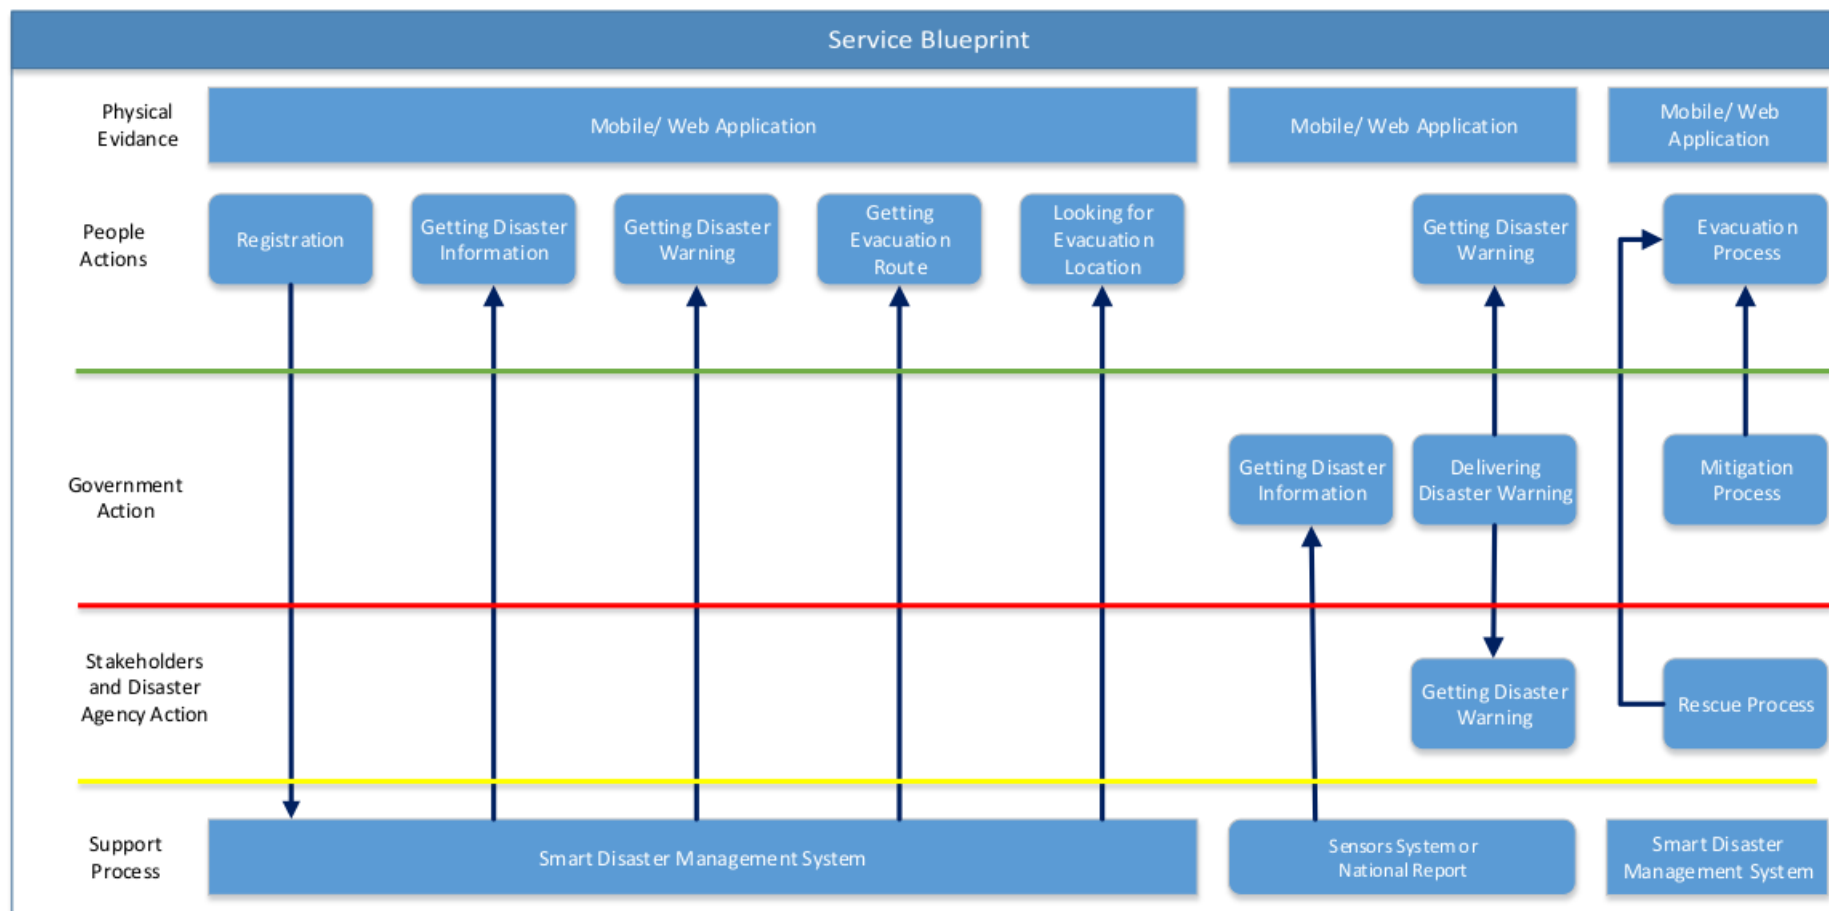 Service Blueprint
Physical
Evidance
Mobile/ Web Application
Mobile/ Web Application
Mobile/ Web
Application
People
Actions
Registration
Getting Disaster
Information
Getting Disaster
Warning
Getting
Evacuation
Route
Looking for
Evacuation
Location
Getting Disaster
Warning
Evacuation
Process
Government
Action
Getting Disaster
Information
Delivering
Disaster Warning
Mitigation
Process
Stakeholders
and Disaster
Agency Action
Getting Disaster
Warning
Rescue Process
Support
Process
Smart Disaster Management System
Sensors System or
National Report
Smart Disaster
Management System